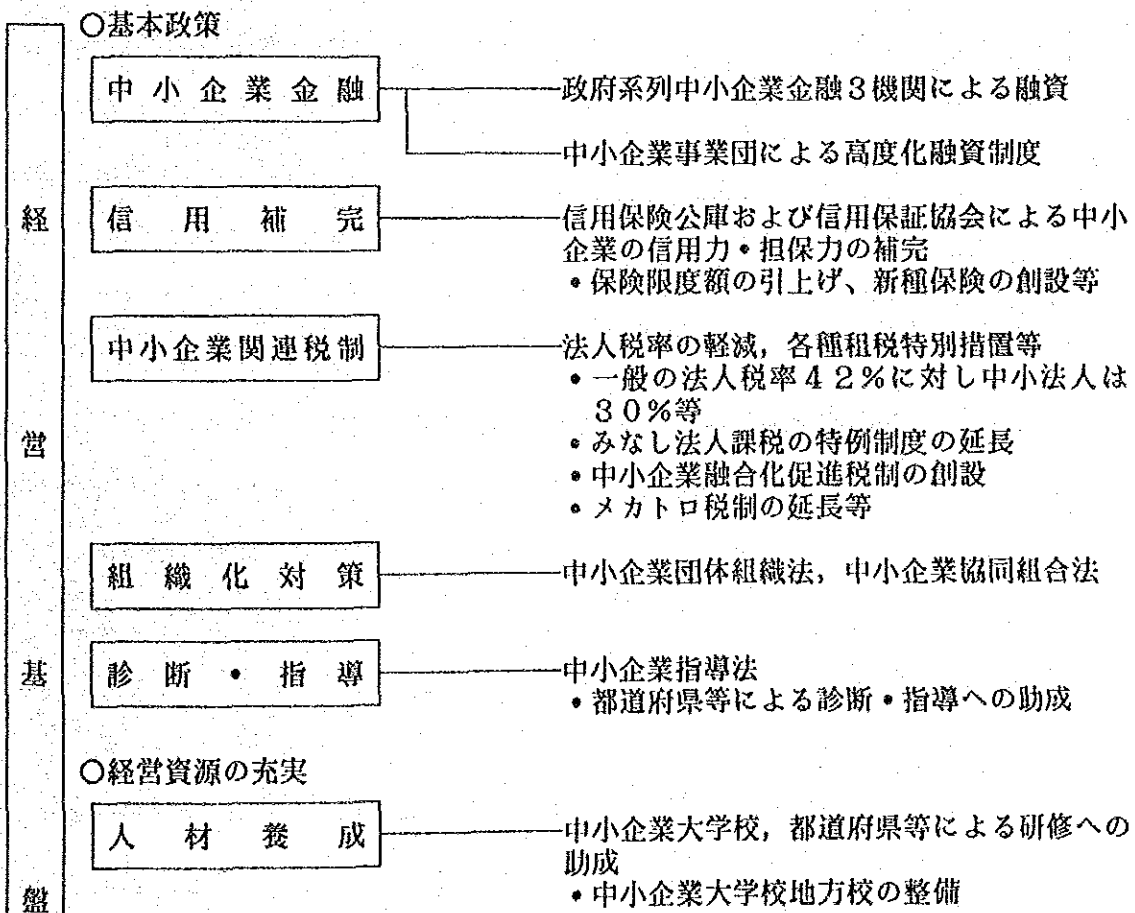 ○基本政策
中小企業金融
政府系列中小企業金融3機関による融資
中小企業事業団による高度化融資制度
信用補完
信用保険公庫および信用保証協会による中小
企業の信用力・担保力の補完
・保険限度額の引上げ、新種保険の創設等
中小企業関連税制
法人税率の軽減，各種租税特別措置等
・一般の法人税率42%に対し中小法人は
30%等
・みなし法人課税の特例制度の延長
・中小企業融合化促進税制の創設
・メカトロ税制の延長等
組織化対策
中小企業団体組織法，中小企業協同組合法
診断・指導
中小企業指導法
・都道府県等による診断・指導への助成
○経営資源の充実
人材養成
中小企業大学校，都道府県等による研修への
助成
・中小企業大学校地方校の整備
経営基盤